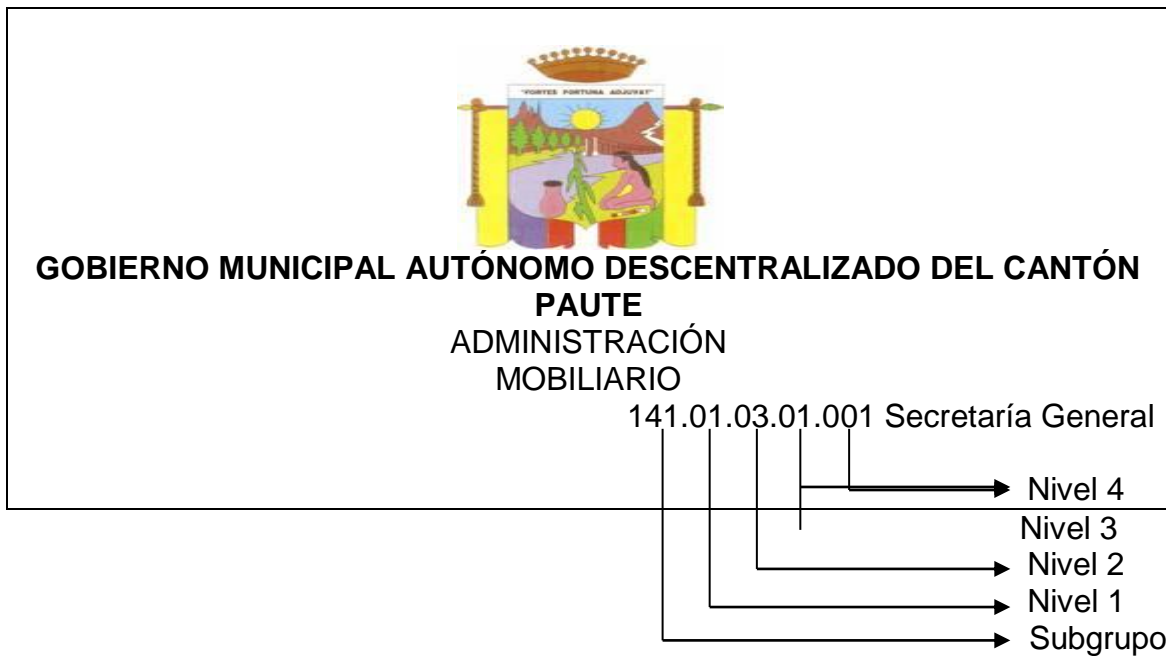 "FORTES FORTUNA ADJUVAT"
GOBIERNO MUNICIPAL AUTÓNOMO DESCENTRALIZADO DEL CANTÓN
PAUTE
ADMINISTRACIÓN
MOBILIARIO
141.01.03.01.001 Secretaría General
Nivel 4
Nivel 3
Nivel 2
Nivel 1
Subgrupo